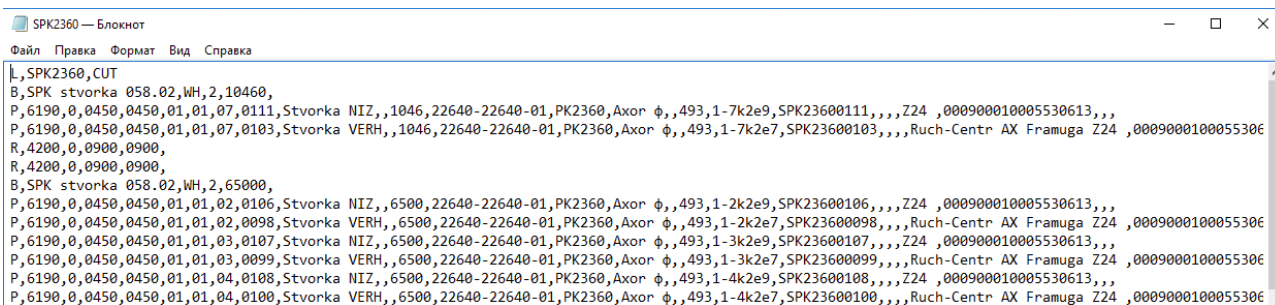 SPK2360 — Блокнот
Файл Правка Формат Вид Справка
L,SPK2360,CUT
B,SPK stvorka 058.02,WH,2,10460,
P,6190,0,0450,0450,01,01,07,0111,Stvorka NIZ,,1046,22640-22640-01,PK2360,Axor ф,,493,1-7k2e9,SPK23600111,,,,Z24 ,000900010005530613,,,
P,6190,0,0450,0450,01,01,07,0103,Stvorka VERH,,1046,22640-22640-01,PK2360,Axor ф,,493,1-7k2e7,SPK23600103,,,,Ruch-Centr AX Framuga Z24 ,0009000100055306
R,4200,0,0900,0900,
R,4200,0,0900,0900,
B,SPK stvorka 058.02,WH,2,65000,
P,6190,0,0450,0450,01,01,02,0106,Stvorka NIZ,,6500,22640-22640-01,PK2360,Axor ф,,493,1-2k2e9,SPK23600106,,,,Z24 ,000900010005530613,,,
P,6190,0,0450,0450,01,01,02,0098,Stvorka VERH,,6500,22640-22640-01,PK2360,Axor ф,,493,1-2k2e7,SPK23600098,,,,Ruch-Centr AX Framuga Z24 ,0009000100055306
P,6190,0,0450,0450,01,01,03,0107,Stvorka NIZ,,6500,22640-22640-01,PK2360,Axor ф,,493,1-3k2e9,SPK23600107,,,,Z24 ,000900010005530613,,,
P,6190,0,0450,0450,01,01,03,0099,Stvorka VERH,,6500,22640-22640-01,PK2360,Axor ф,,493,1-3k2e7,SPK23600099,,,,Ruch-Centr AX Framuga Z24 ,0009000100055306
P,6190,0,0450,0450,01,01,04,0108,Stvorka NIZ,,6500,22640-22640-01,PK2360,Axor ф,,493,1-4k2e9,SPK23600108,,,,Z24 ,000900010005530613,,,
P,6190,0,0450,0450,01,01,04,0100,Stvorka VERH,,6500,22640-22640-01,PK2360,Axor ф,,493,1-4k2e7,SPK23600100,,,,Ruch-Centr AX Framuga Z24 ,0009000100055306